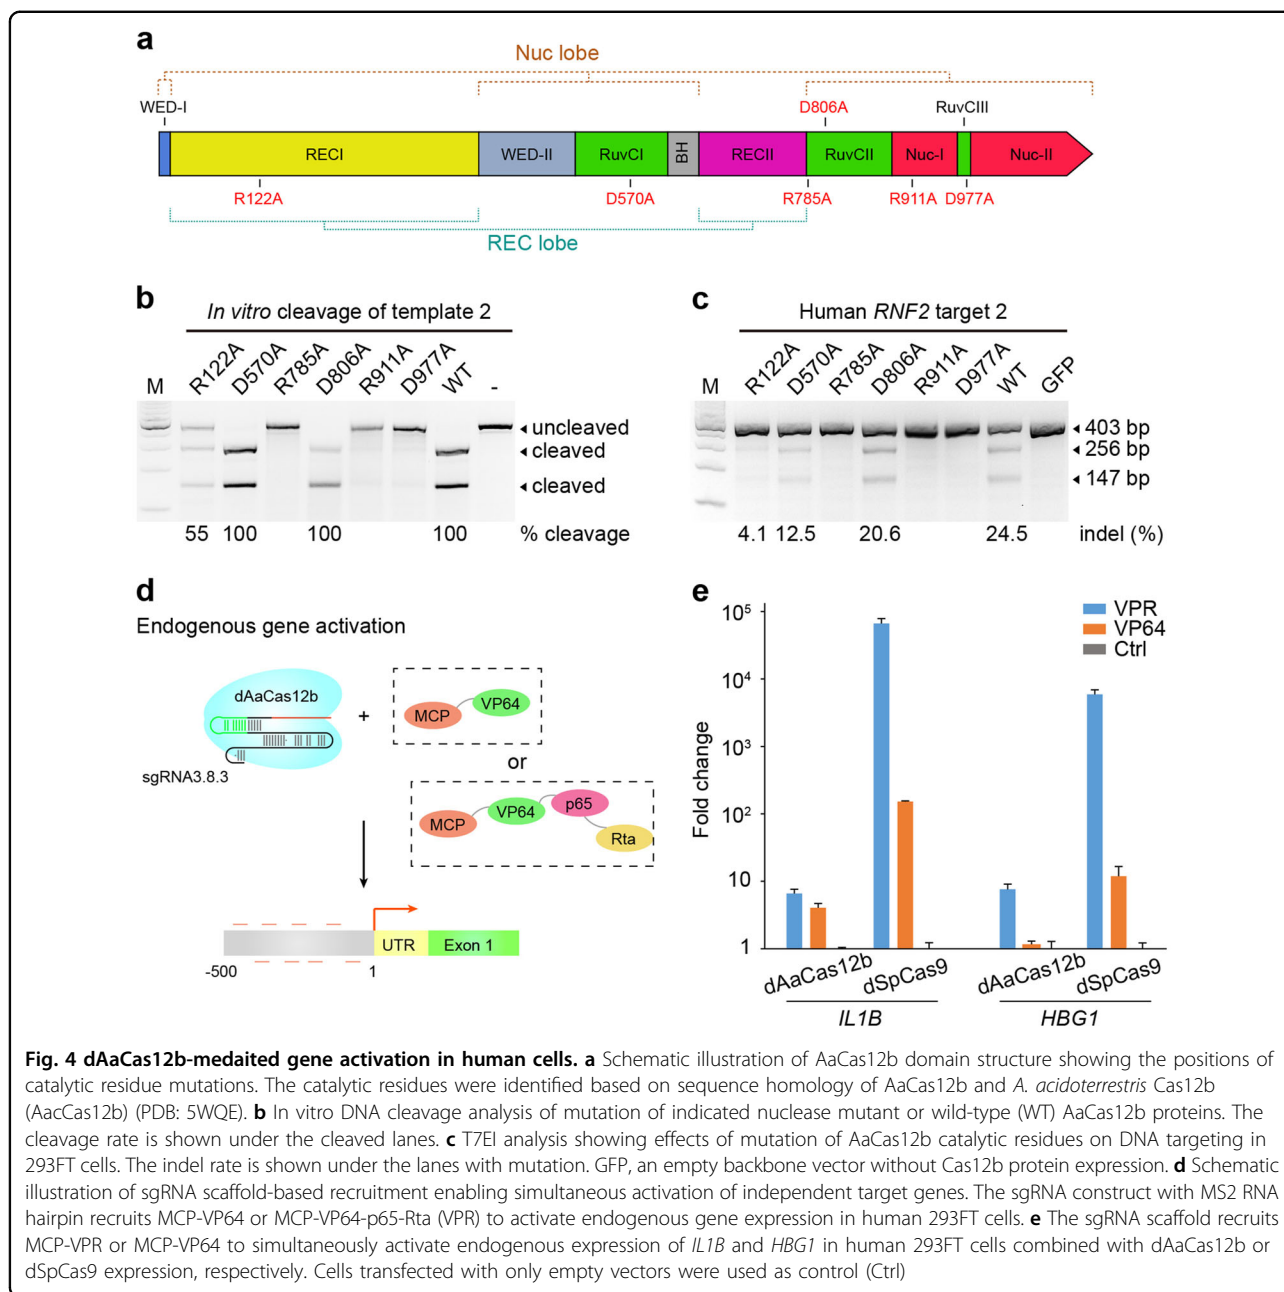 a
Nuc lobe
WED-I
D806A
RuvCIII
RECI
WED-II
RuvCI
BH
RECII
RuvCII
Nuc-I
Nuc-II
R122A
D570A
R785A
R911A
D977A
REC lobe
b
In vitro cleavage of template 2
M
R122A
D570A
R785A
D806A
R911A
D977A
WT
-
uncleaved
cleaved
cleaved
55 100 100 100 % cleavage
c
Human RNF2 target 2
M
R122A
D570A
R785A
D806A
R911A
D977A
WT
GFP
403 bp
256 bp
147 bp
4.1 12.5 20.6 24.5 indel (%)
d
Endogenous gene activation
dAaCas12b
sgRNA3.8.3
+
MCP
VP64
or
MCP
VP64
p65
Rta
UTR
Exon 1
-500
1
e
VPR
VP64
Ctrl
Fold change
10^5
10^4
10^3
10^2
10
1
dAaCas12b
dSpCas9
dAaCas12b
dSpCas9
IL1B
HBG1
Fig. 4 dAaCas12b-medaited gene activation in human cells. a Schematic illustration of AaCas12b domain structure showing the positions of
catalytic residue mutations. The catalytic residues were identified based on sequence homology of AaCas12b and A. acidoterrestris Cas12b
(AacCas12b) (PDB: 5WQE). b In vitro DNA cleavage analysis of mutation of indicated nuclease mutant or wild-type (WT) AaCas12b proteins. The
cleavage rate is shown under the cleaved lanes. c T7EI analysis showing effects of mutation of AaCas12b catalytic residues on DNA targeting in
293FT cells. The indel rate is shown under the lanes with mutation. GFP, an empty backbone vector without Cas12b protein expression. d Schematic
illustration of sgRNA scaffold-based recruitment enabling simultaneous activation of independent target genes. The sgRNA construct with MS2 RNA
hairpin recruits MCP-VP64 or MCP-VP64-p65-Rta (VPR) to activate endogenous gene expression in human 293FT cells. e The sgRNA scaffold recruits
MCP-VPR or MCP-VP64 to simultaneously activate endogenous expression of IL1B and HBG1 in human 293FT cells combined with dAaCas12b or
dSpCas9 expression, respectively. Cells transfected with only empty vectors were used as control (Ctrl)